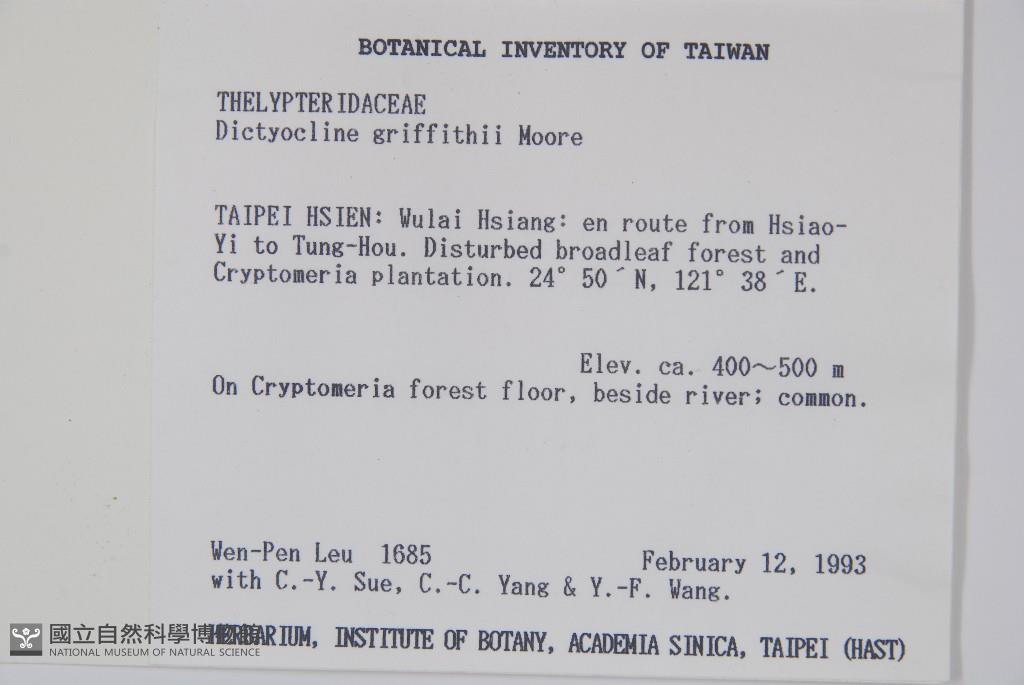 BOTANICAL INVENTORY OF TAIWAN
THELYPTERIDACEAE
Dictyocline griffithii Moore
TAIPEI HSIEN: Wulai Hsiang: en route from Hsiao-
Yi to Tung-Hou. Disturbed broadleaf forest and
Cryptomeria plantation. 24° 50´N, 121° 38´E.
Elev. ca. 400～500 m
On Cryptomeria forest floor, beside river; common.
Wen-Pen Leu 1685
February 12, 1993
with C.-Y. Sue, C.-C. Yang & Y.-F. Wang.
HERBARIUM, INSTITUTE OF BOTANY, ACADEMIA SINICA, TAIPEI (HAST)
國立自然科學博物館
NATIONAL MUSEUM OF NATURAL SCIENCE